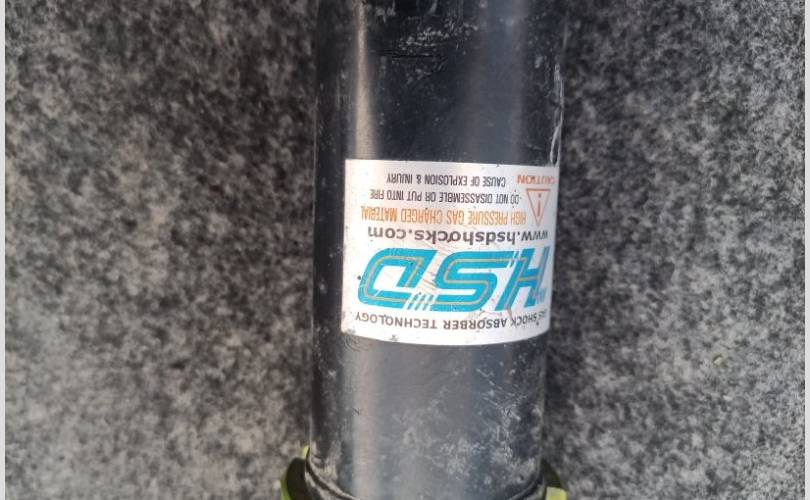 GAS SHOCK ABSORBER TECHNOLOGY
HSD
www.hsdshocks.com
HIGH PRESSURE GAS CHARGED MATERIAL
-DO NOT DISASSEMBLE OR PUT INTO FIRE
CAUTION
CAUSE OF EXPLOSION & INJURY